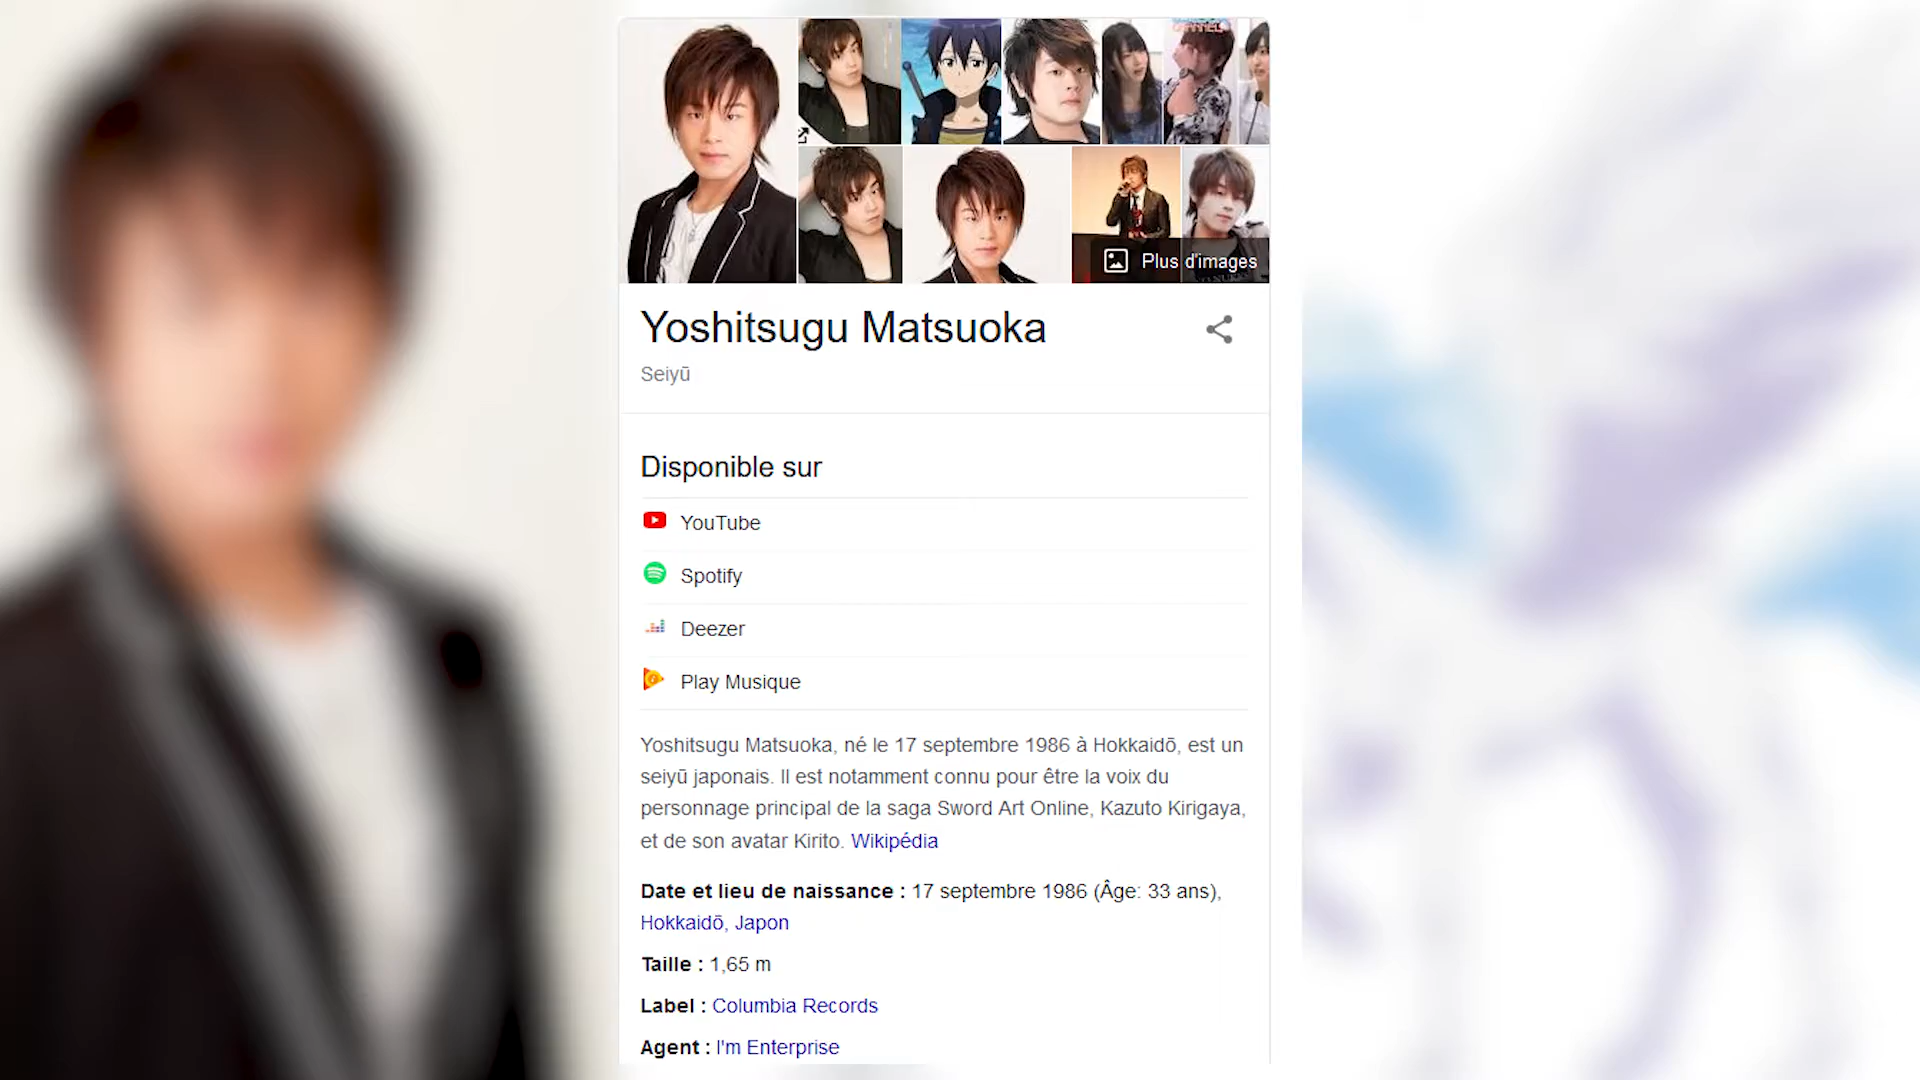 CHANNEL
Plus d'images
Yoshitsugu Matsuoka
Seiyū
Disponible sur
YouTube
Spotify
Deezer
Play Musique
Yoshitsugu Matsuoka, né le 17 septembre 1986 à Hokkaidō, est un
seiyū japonais. Il est notamment connu pour être la voix du
personnage principal de la saga Sword Art Online, Kazuto Kirigaya,
et de son avatar Kirito. Wikipédia
Date et lieu de naissance : 17 septembre 1986 (Âge: 33 ans),
Hokkaidō, Japon
Taille : 1,65 m
Label : Columbia Records
Agent : I'm Enterprise